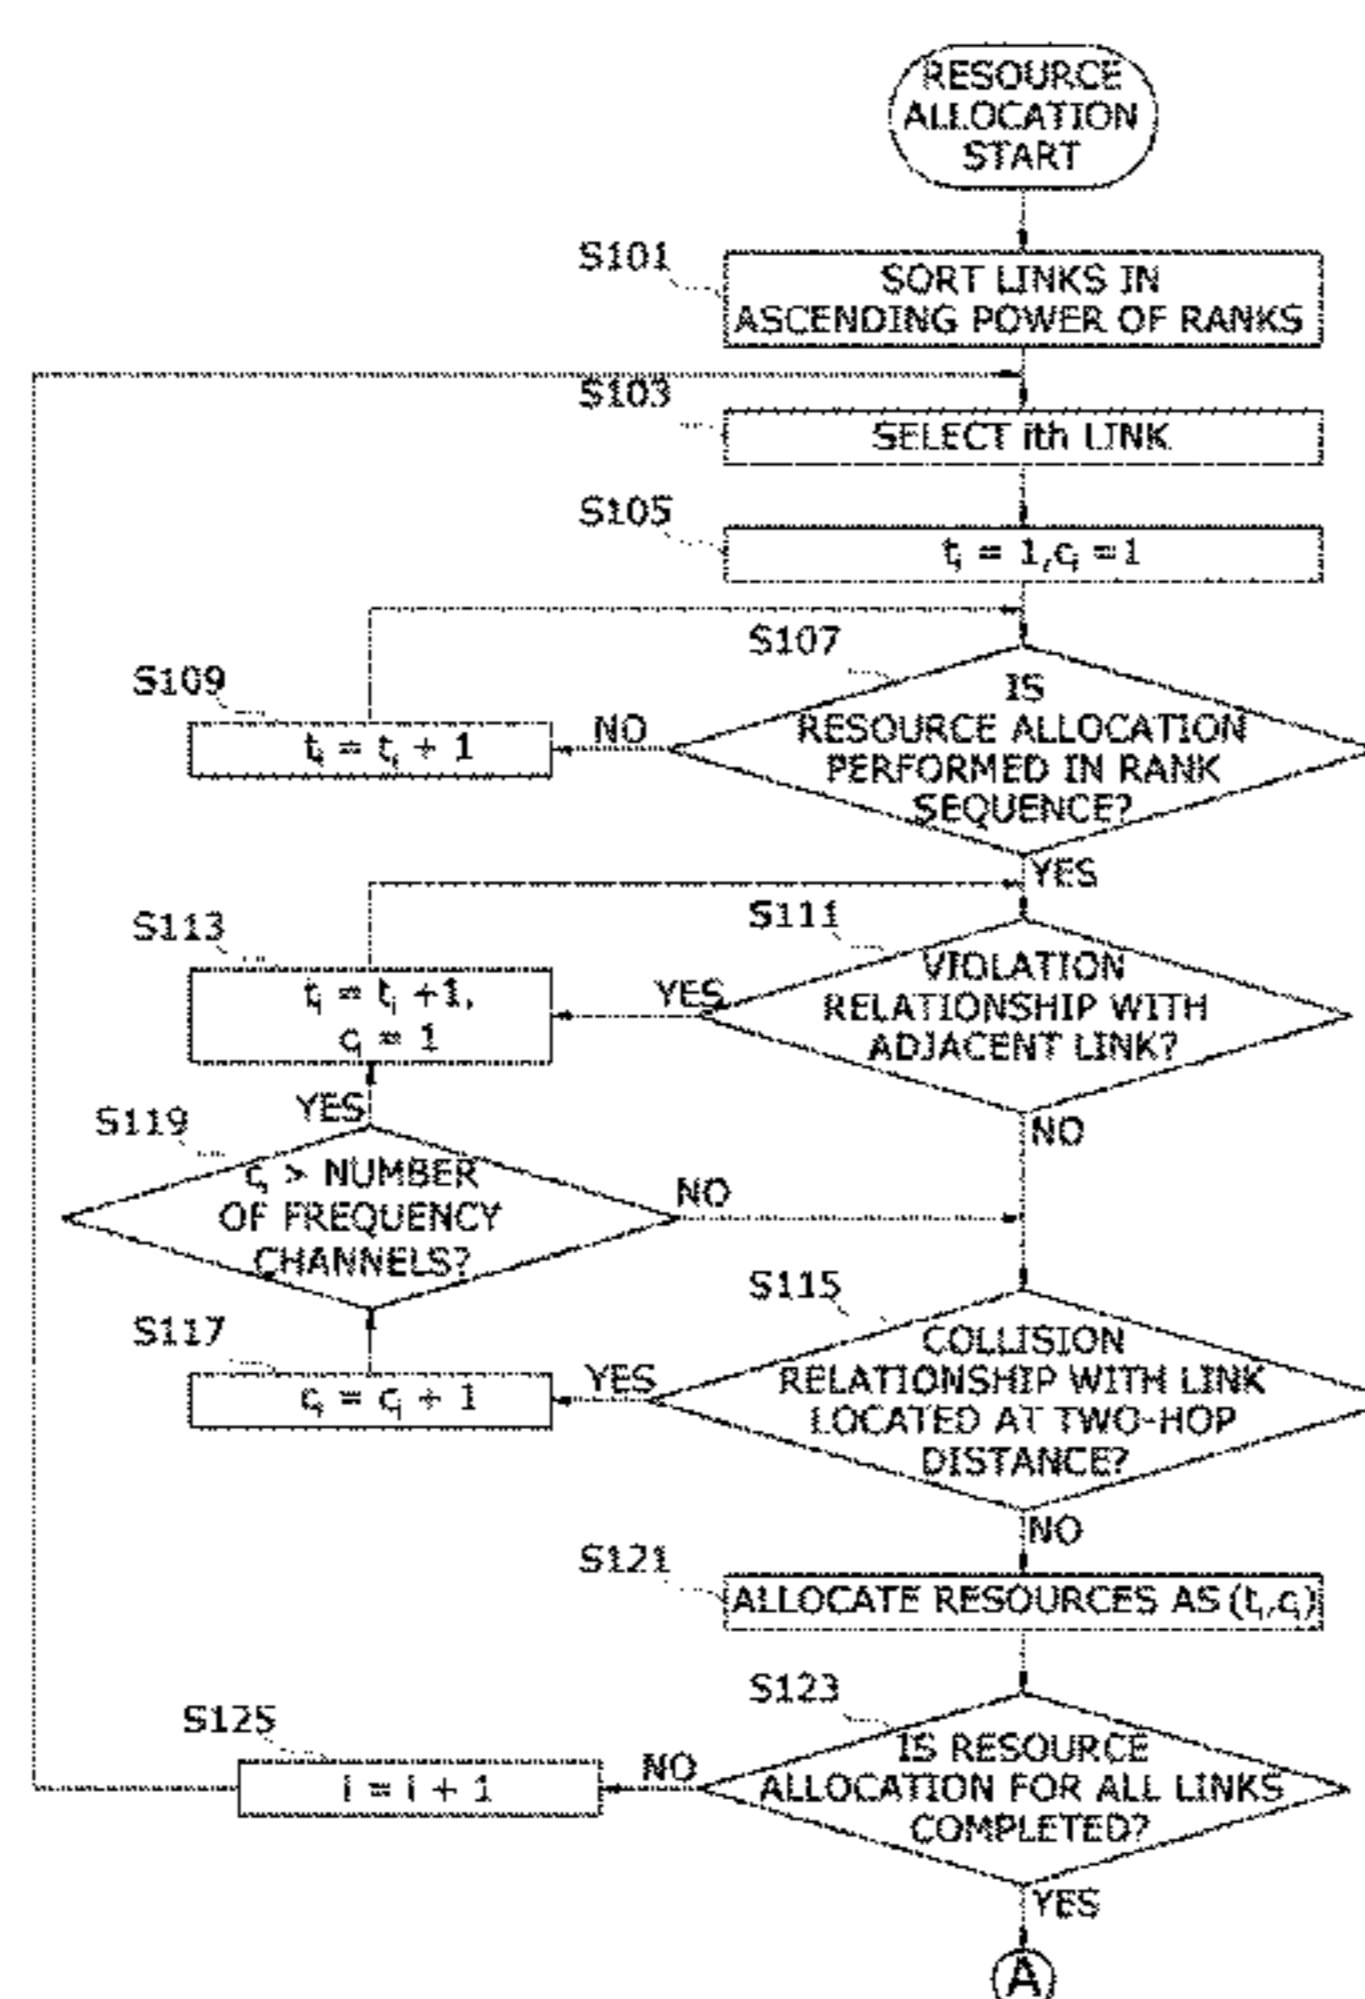 RESOURCE
ALLOCATION
START
S101
SORT LINKS IN
ASCENDING POWER OF RANKS
S103
SELECT ith LINK
S105
tᵢ = 1,cᵢ =1
S107
IS
RESOURCE ALLOCATION
PERFORMED IN RANK
SEQUENCE?
S109
NO
tᵢ = tᵢ + 1
YES
S111
VIOLATION
RELATIONSHIP WITH
ADJACENT LINK?
S113
YES
tᵢ = tᵢ +1,
cᵢ = 1
NO
YES
S119
cᵢ > NUMBER
OF FREQUENCY
CHANNELS?
NO
S115
COLLISION
RELATIONSHIP WITH LINK
LOCATED AT TWO-HOP
DISTANCE?
S117
YES
cᵢ = cᵢ + 1
NO
S121
ALLOCATE RESOURCES AS (tᵢ,cᵢ)
S123
IS RESOURCE
ALLOCATION FOR ALL LINKS
COMPLETED?
S125
NO
i = i + 1
YES
A